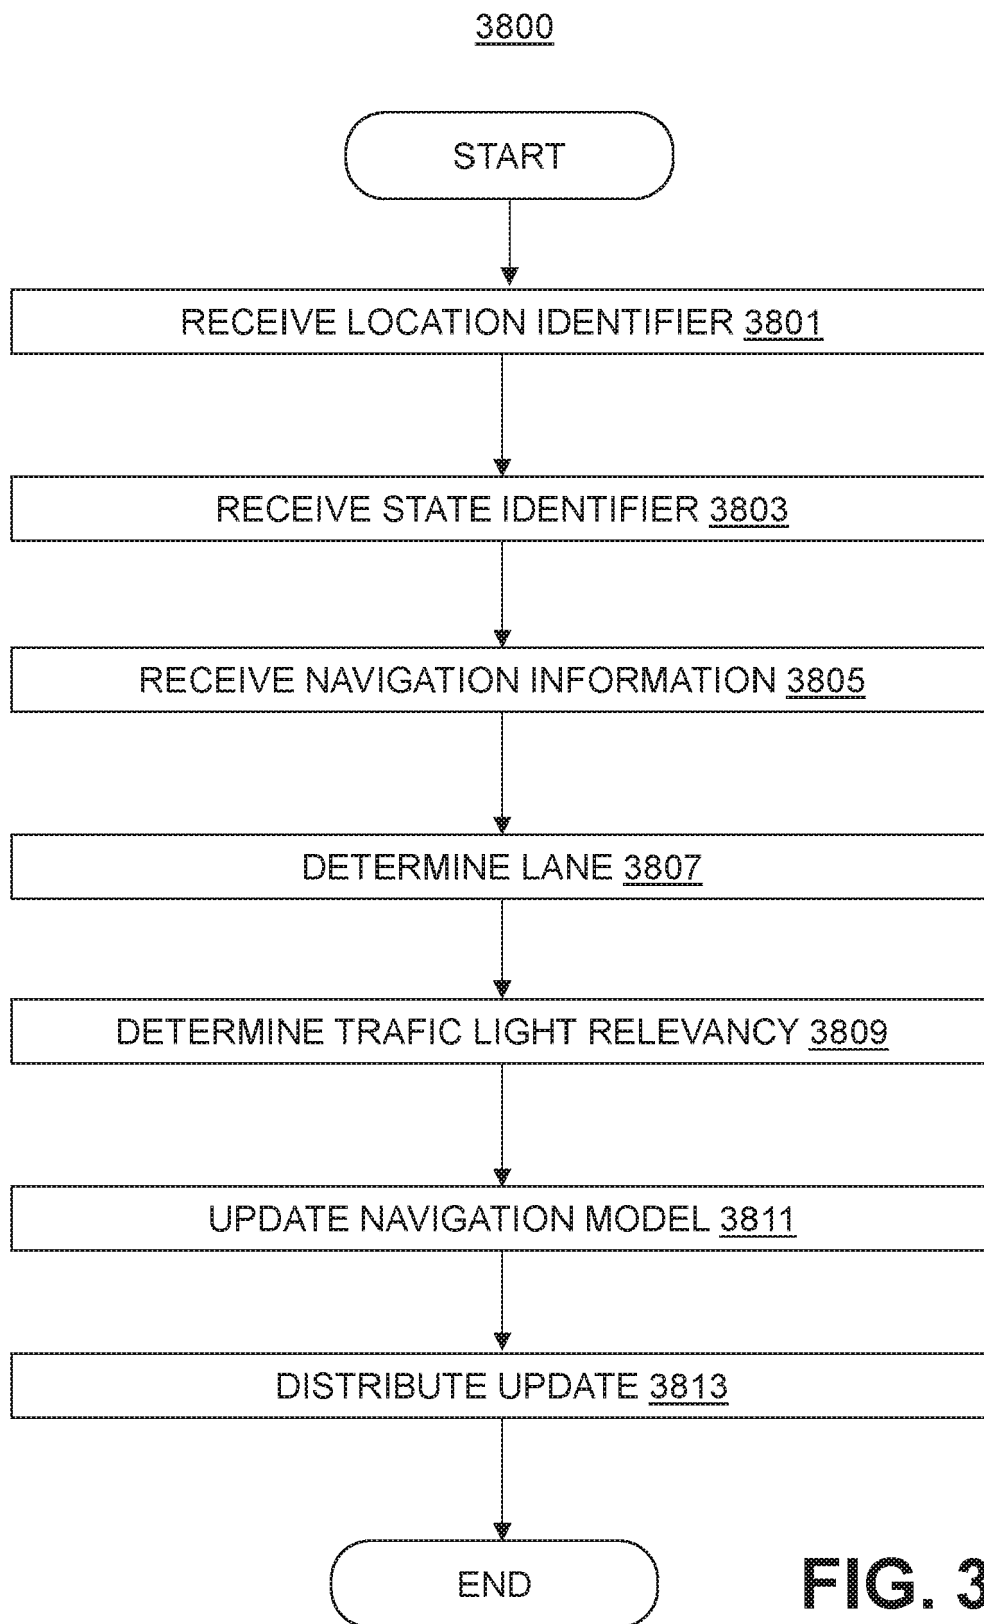 3800
START
RECEIVE LOCATION IDENTIFIER 3801
RECEIVE STATE IDENTIFIER 3803
RECEIVE NAVIGATION INFORMATION 3805
DETERMINE LANE 3807
DETERMINE TRAFIC LIGHT RELEVANCY 3809
UPDATE NAVIGATION MODEL 3811
DISTRIBUTE UPDATE 3813
END
FIG. 3